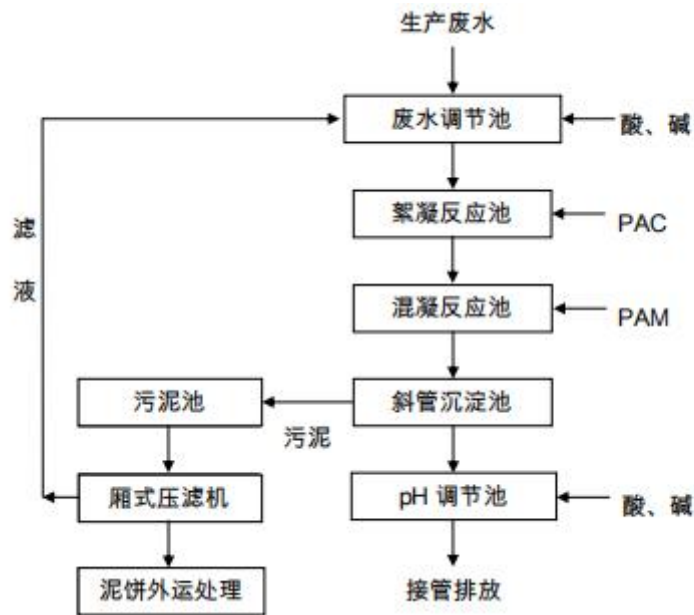 生产废水
废水调节池
酸、碱
絮凝反应池
PAC
滤
液
混凝反应池
PAM
污泥池
污泥
斜管沉淀池
厢式压滤机
pH 调节池
酸、碱
泥饼外运处理
接管排放